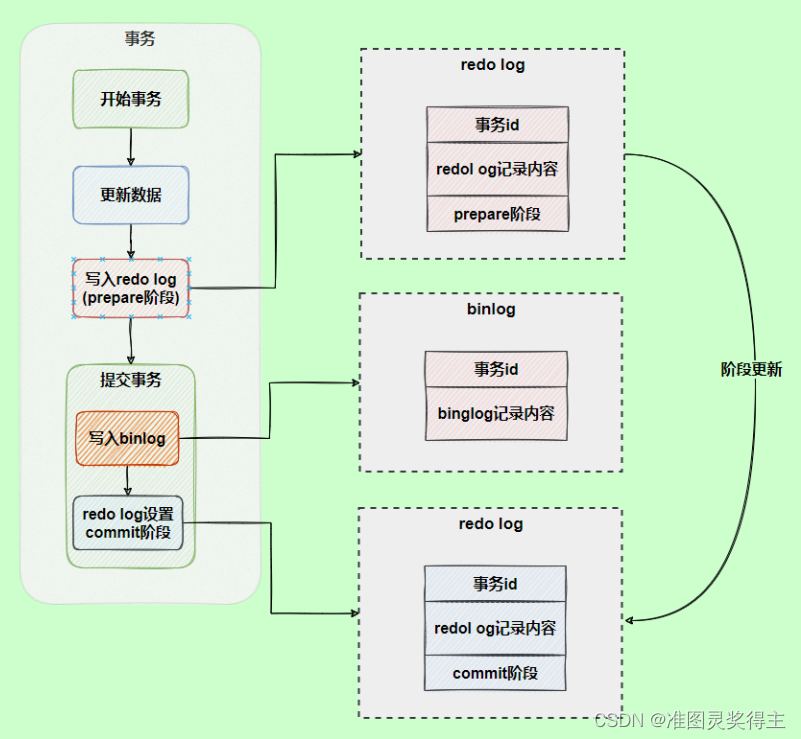 事务
开始事务
更新数据
写入redo log
(prepare阶段)
提交事务
写入binlog
redo log设置
commit阶段
redo log
事务id
redol og记录内容
prepare阶段
binlog
事务id
binglog记录内容
redo log
事务id
redol og记录内容
commit阶段
阶段更新
CSDN @准图灵奖得主